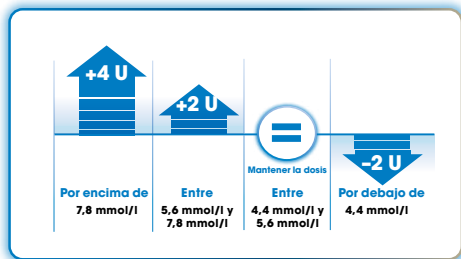 +4 U
+2 U
=
Mantener la dosis
–2 U
Por encima de
7,8 mmol/l
Entre
5,6 mmol/l y
7,8 mmol/l
Entre
4,4 mmol/l y
5,6 mmol/l
Por debajo de
4,4 mmol/l